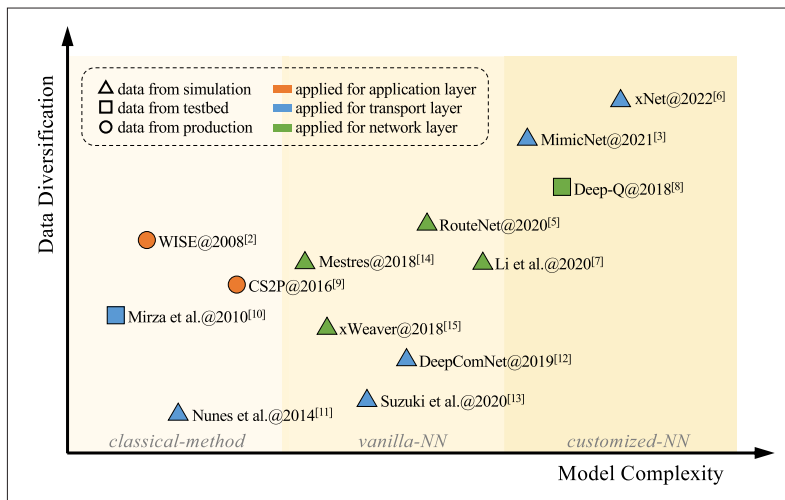 Data Diversification
data from simulation
applied for application layer
data from testbed
applied for transport layer
data from production
applied for network layer
xNet@2022[6]
MimicNet@2021[3]
Deep-Q@2018[8]
RouteNet@2020[5]
WISE@2008[2]
Mestres@2018[14]
Li et al.@2020[7]
CS2P@2016[9]
Mirza et al.@2010[10]
xWeaver@2018[15]
DeepComNet@2019[12]
Suzuki et al.@2020[13]
Nunes et al.@2014[11]
classical-method
vanilla-NN
customized-NN
Model Complexity